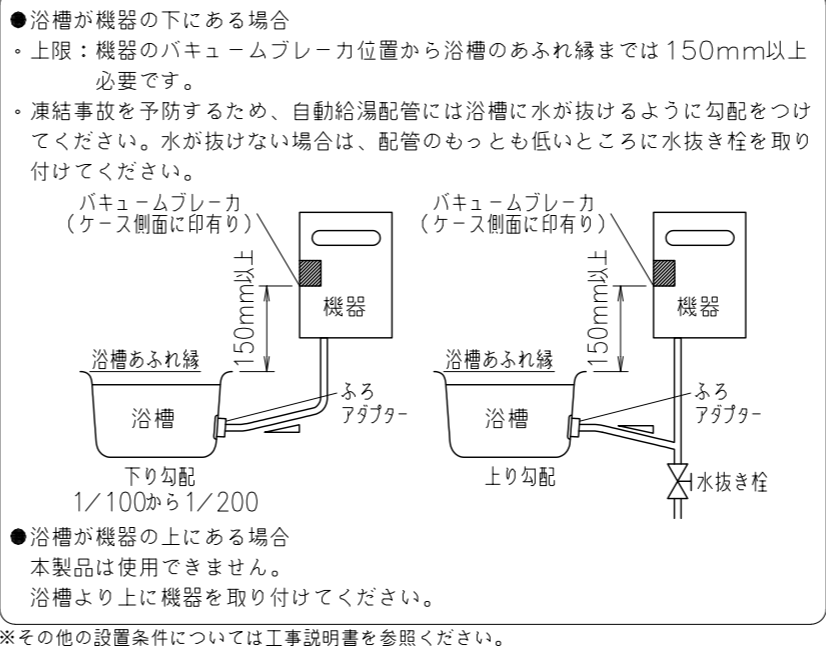 ●浴槽が機器の下にある場合
・上限：機器のバキュームブレーカ位置から浴槽のあふれ縁までは150mm以上
必要です。
・凍結事故を予防するため、自動給湯配管には浴槽に水が抜けるように勾配をつけ
てください。水が抜けない場合は、配管のもっとも低いところに水抜き栓を取り
付けてください。
バキュームブレーカ
（ケース側面に印有り）
150mm以上
機器
浴槽あふれ縁
浴槽
ふろ
アダプター
下り勾配
1/100から1/200
バキュームブレーカ
（ケース側面に印有り）
150mm以上
機器
浴槽あふれ縁
浴槽
ふろ
アダプター
上り勾配
水抜き栓
●浴槽が機器の上にある場合
本製品は使用できません。
浴槽より上に機器を取り付けてください。
※その他の設置条件については工事説明書を参照ください。